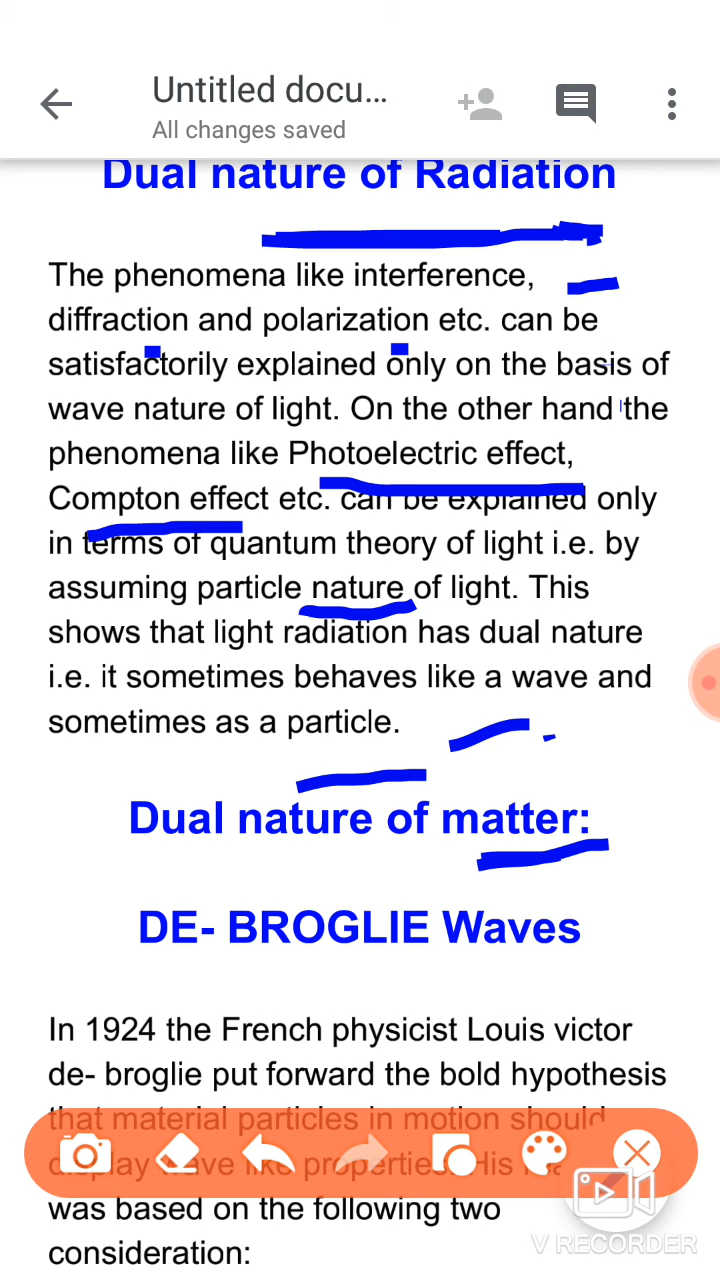 Untitled docu...
All changes saved
Dual nature of Radiation
The phenomena like interference,
diffraction and polarization etc. can be
satisfactorily explained only on the basis of
wave nature of light. On the other hand the
phenomena like Photoelectric effect,
Compton effect etc. can be explained only
in terms of quantum theory of light i.e. by
assuming particle nature of light. This
shows that light radiation has dual nature
i.e. it sometimes behaves like a wave and
sometimes as a particle.
Dual nature of matter:
DE- BROGLIE Waves
In 1924 the French physicist Louis victor
de- broglie put forward the bold hypothesis
that material particles in motion should
display wave like properties. His
was based on the following two
consideration:
V RECORDER